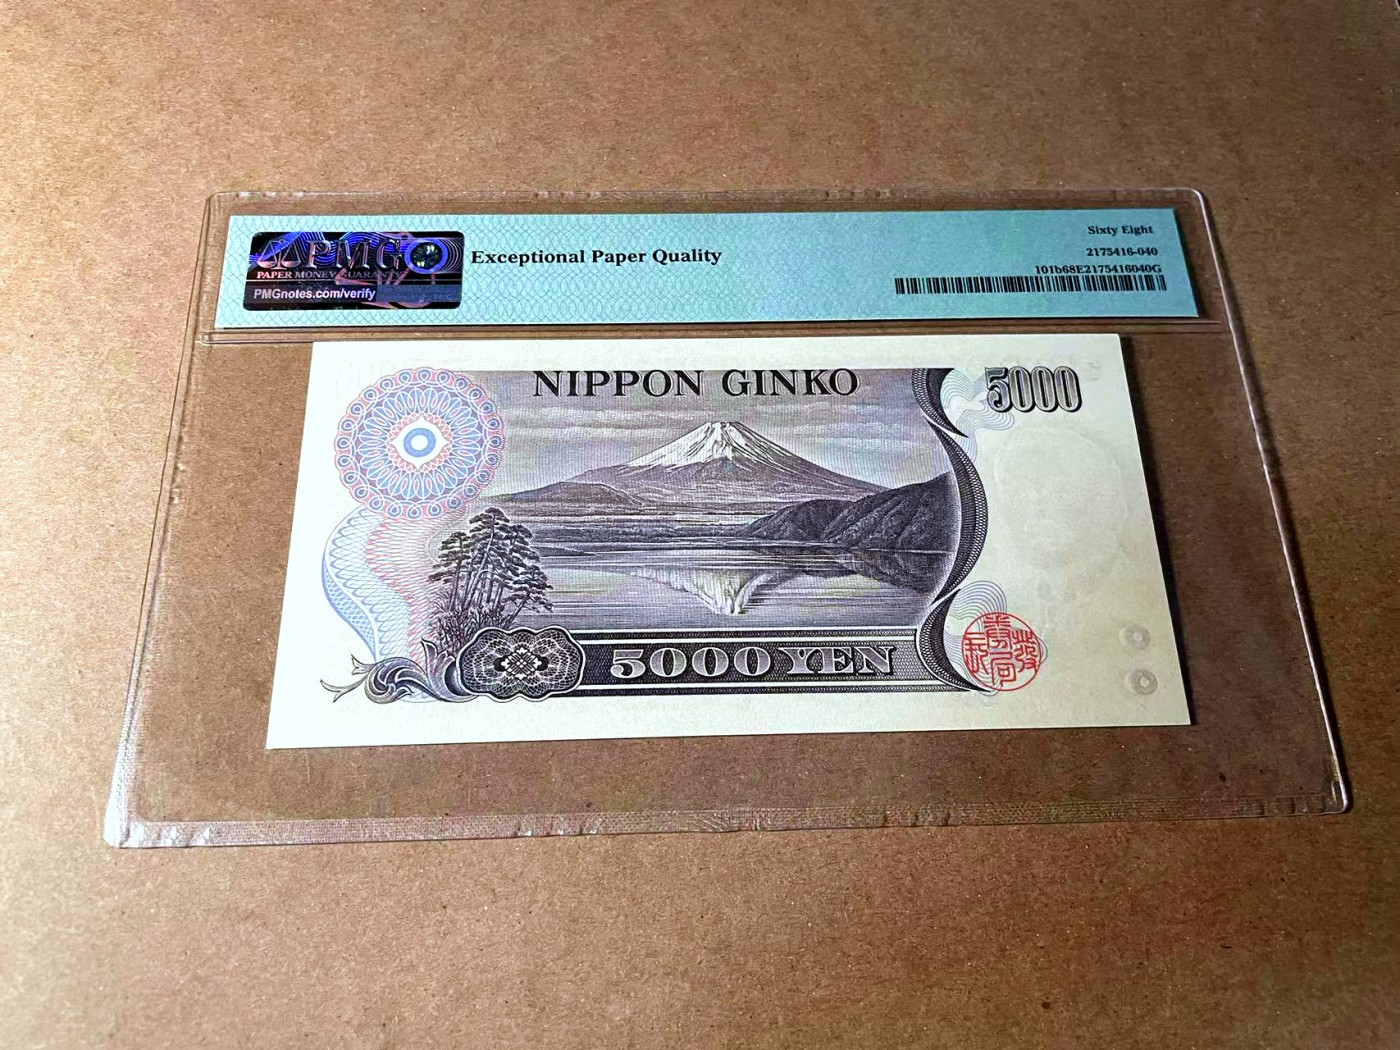 PMG
PAPER MONEY GUARANTY
PMGnotes.com/verify
Exceptional Paper Quality
Sixty Eight
2175416-040
101b68E2175416040G
NIPPON GINKO
5000
5000 YEN